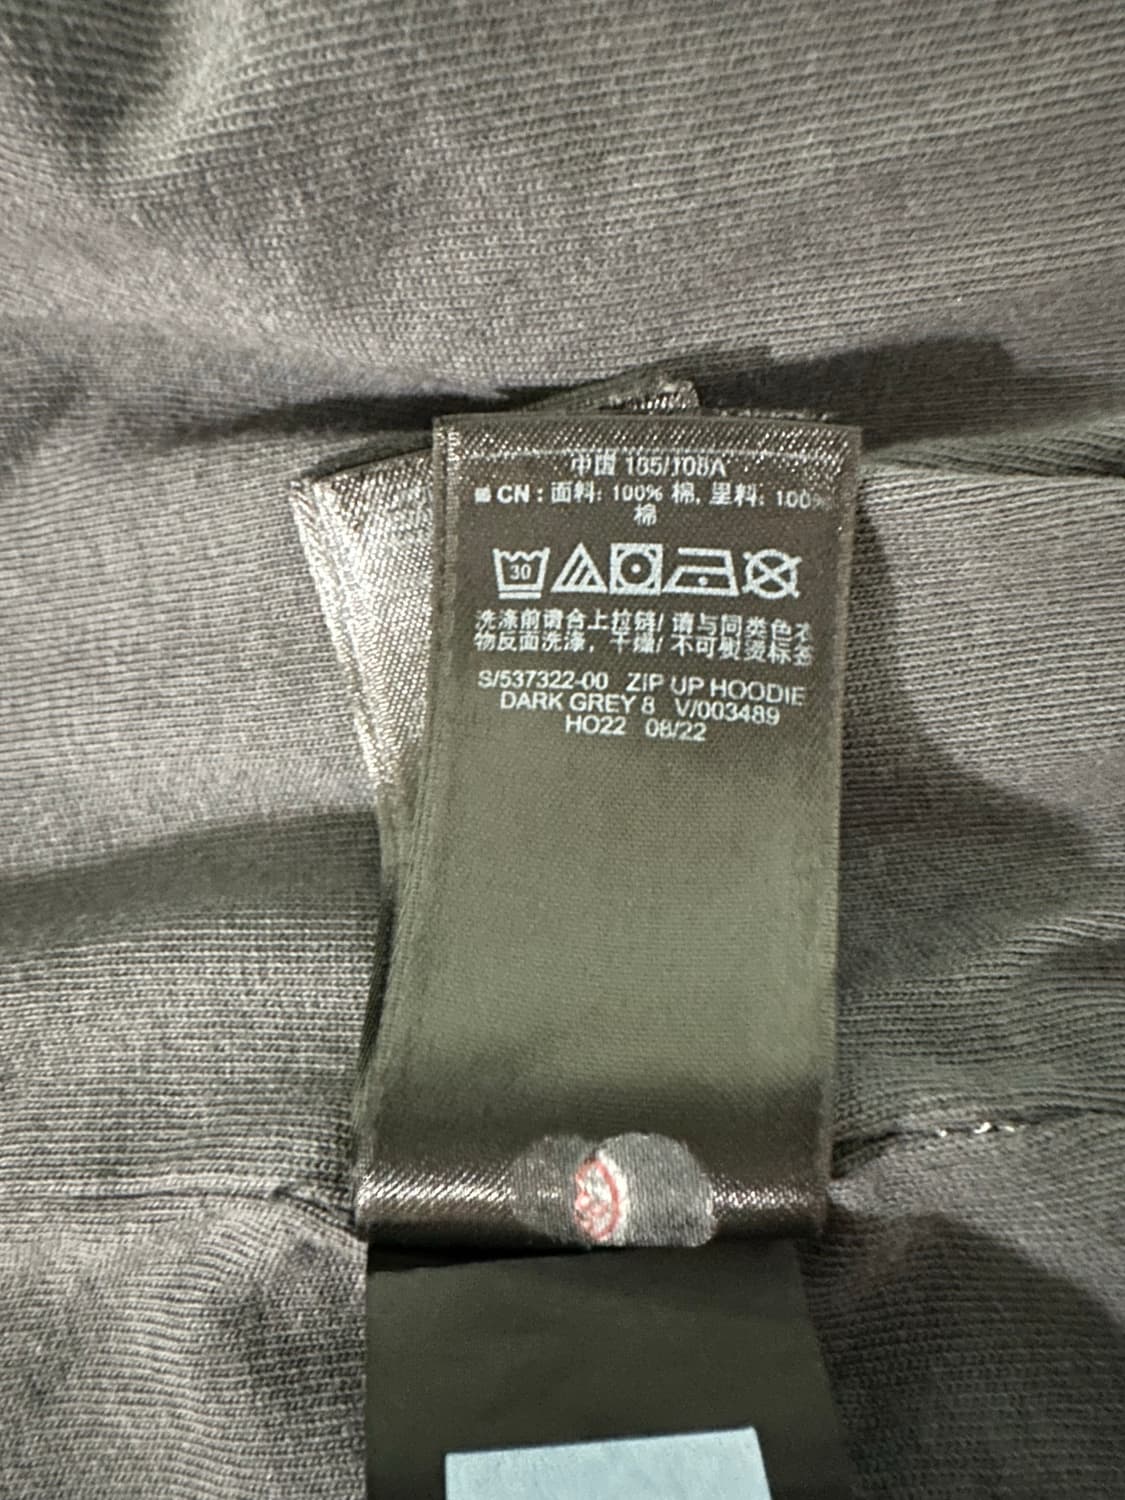 中国 185/108A
CN : 面料: 100% 棉, 里料: 100%
棉
30
洗涤前请合上拉链/ 请与同类色衣
物反面洗涤, 干燥/ 不可熨烫标签
S/537322-00 ZIP UP HOODIE
DARK GREY 8 V/003489
HO22 08/22